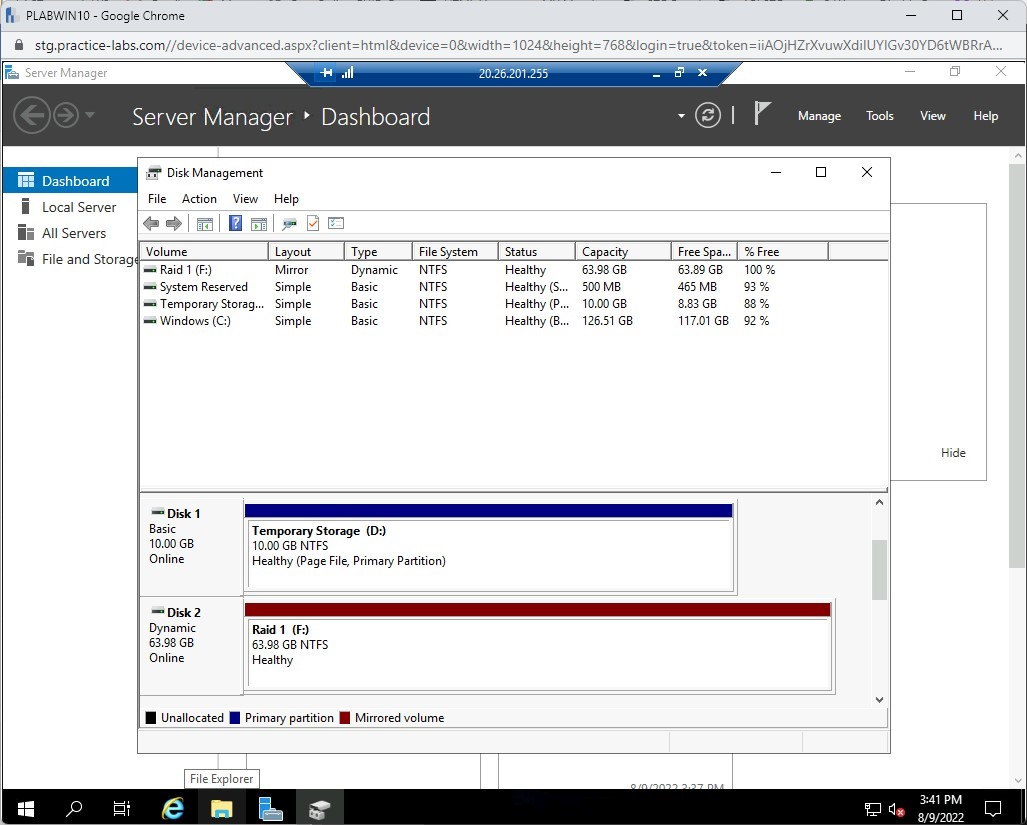 PLABWIN10 - Google Chrome
stg.practice-labs.com//device-advanced.aspx?client=html&device=0&width=1024&height=768&login=true&token=iiAOjHZrXvuwXdiIUYIGv30YD6tWBRrA...
Server Manager
20.26.201.255
Server Manager Dashboard
Manage Tools View Help
Dashboard
Local Server
All Servers
File and Storage
Disk Management
File Action View Help
Volume Layout Type File System Status Capacity Free Spa... % Free
Raid 1 (F:) Mirror Dynamic NTFS Healthy 63.98 GB 63.89 GB 100 %
System Reserved Simple Basic NTFS Healthy (S... 500 MB 465 MB 93 %
Temporary Storag... Simple Basic NTFS Healthy (P... 10.00 GB 8.83 GB 88 %
Windows (C:) Simple Basic NTFS Healthy (B... 126.51 GB 117.01 GB 92 %
Hide
Disk 1
Basic
10.00 GB
Online
Temporary Storage (D:)
10.00 GB NTFS
Healthy (Page File, Primary Partition)
Disk 2
Dynamic
63.98 GB
Online
Raid 1 (F:)
63.98 GB NTFS
Healthy
Unallocated Primary partition Mirrored volume
File Explorer
8/9/2022 3:37 PM
3:41 PM
8/9/2022